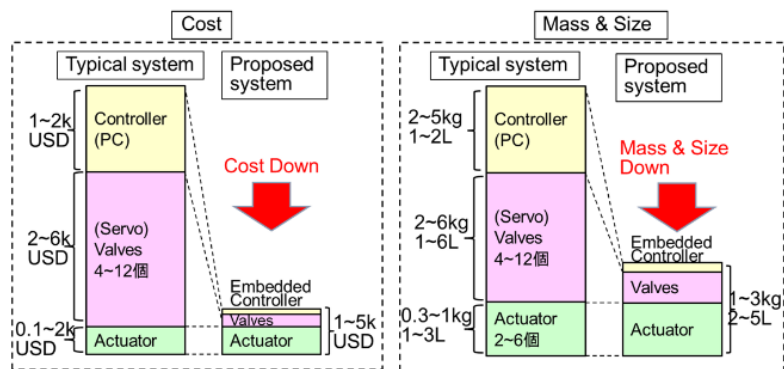 Cost
Typical system
Proposed
system
1~2k
USD
Controller
(PC)
Cost Down
2~6k
USD
(Servo)
Valves
4~12個
Embedded
Controller
Valves
0.1~2k
USD
Actuator
Actuator
1~5k
USD
Mass & Size
Typical system
Proposed
system
2~5kg
1~2L
Controller
(PC)
Mass & Size
Down
2~6kg
1~6L
(Servo)
Valves
4~12個
Embedded
Controller
Valves
0.3~1kg
1~3L
Actuator
2~6個
Actuator
1~3kg
2~5L